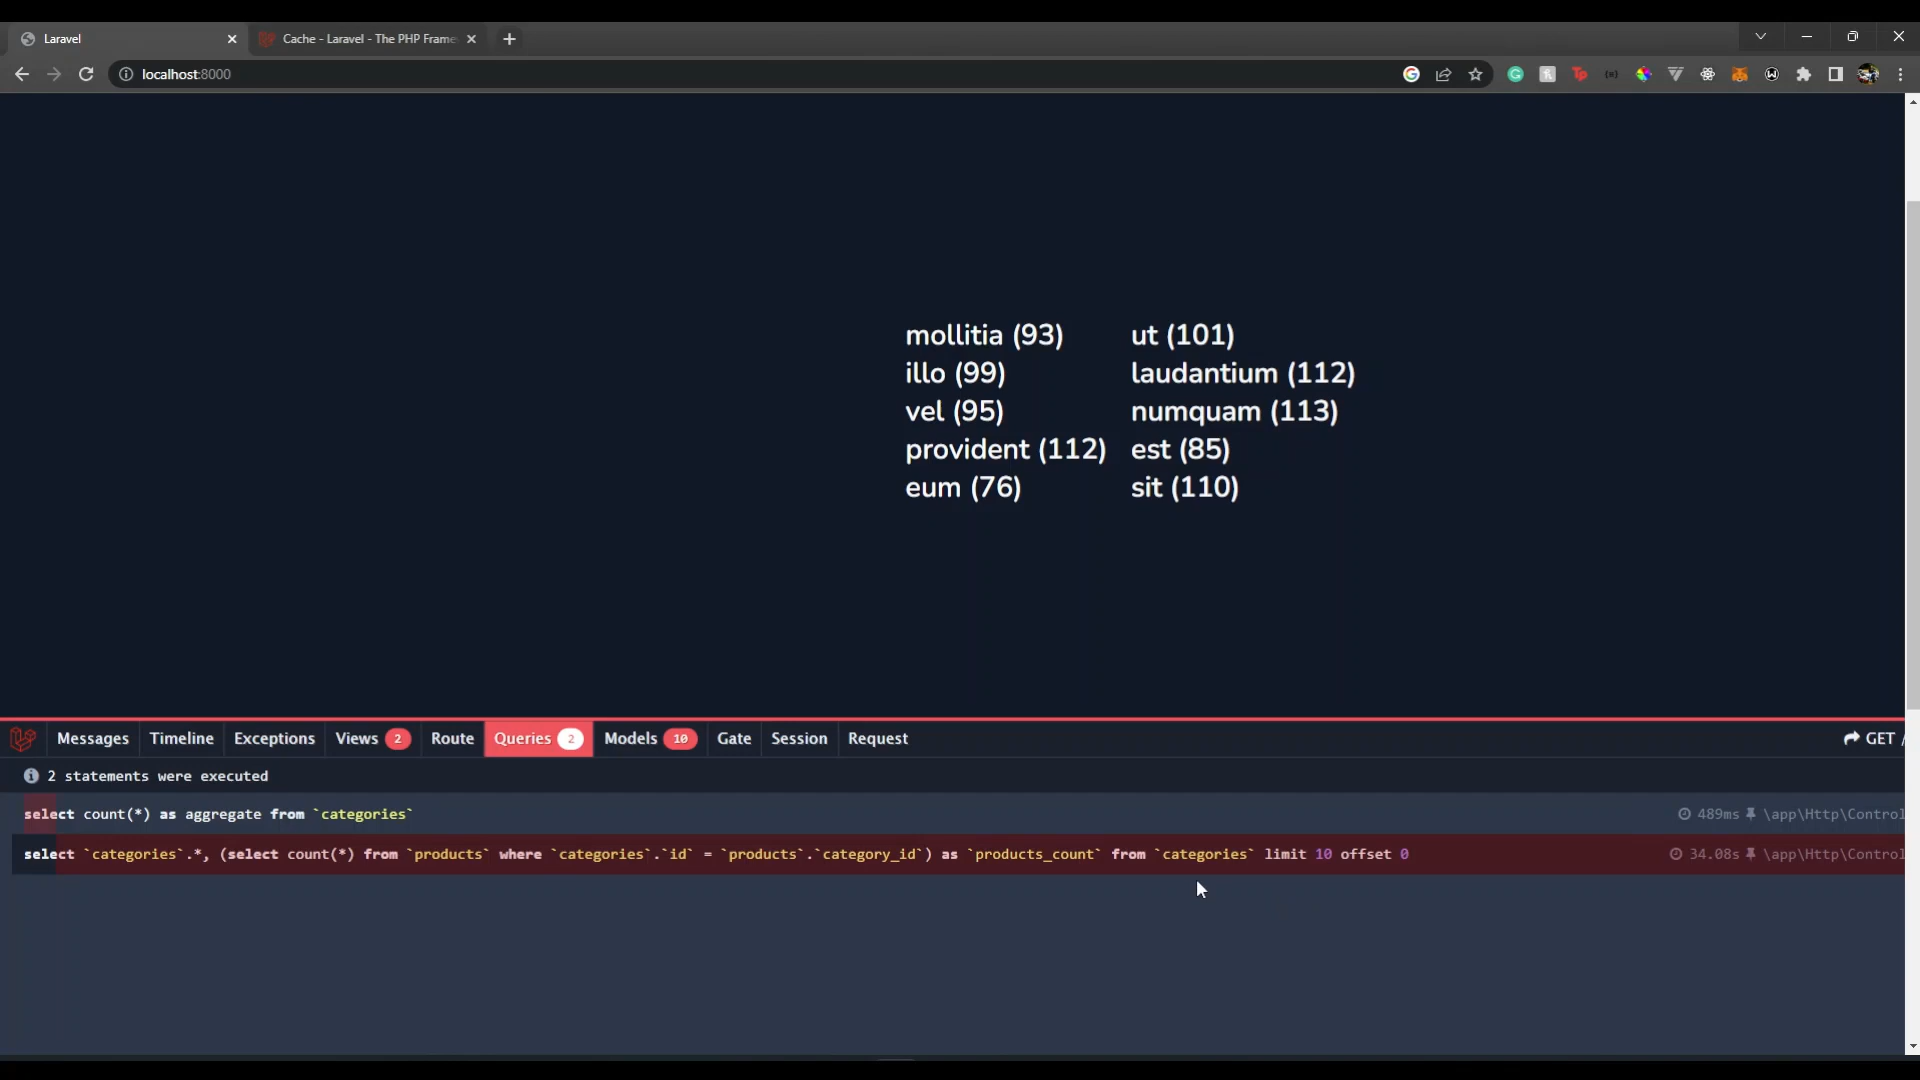 Laravel
Cache - Laravel - The PHP Frame
localhost:8000
mollitia (93) ut (101)
illo (99) laudantium (112)
vel (95) numquam (113)
provident (112) est (85)
eum (76) sit (110)
Messages Timeline Exceptions Views 2 Route Queries 2 Models 10 Gate Session Request GET /
2 statements were executed
select count(*) as aggregate from `categories` 489ms \app\Http\Control
select `categories`.*, (select count(*) from `products` where `categories`.`id` = `products`.`category_id`) as `products_count` from `categories` limit 10 offset 0 34.08s \app\Http\Control